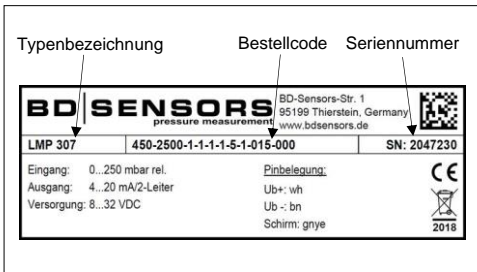 Typenbezeichnung Bestellcode Seriennummer
BD|SENSORS
pressure measurement
BD-Sensors-Str. 1
95199 Thierstein, Germany
www.bdsensors.de
LMP 307 450-2500-1-1-1-1-5-1-015-000 SN: 2047230
Eingang: 0...250 mbar rel.
Ausgang: 4...20 mA/2-Leiter
Versorgung: 8...32 VDC
Pinbelegung:
Ub+: wh
Ub -: bn
Schirm: gnye
CE
2018